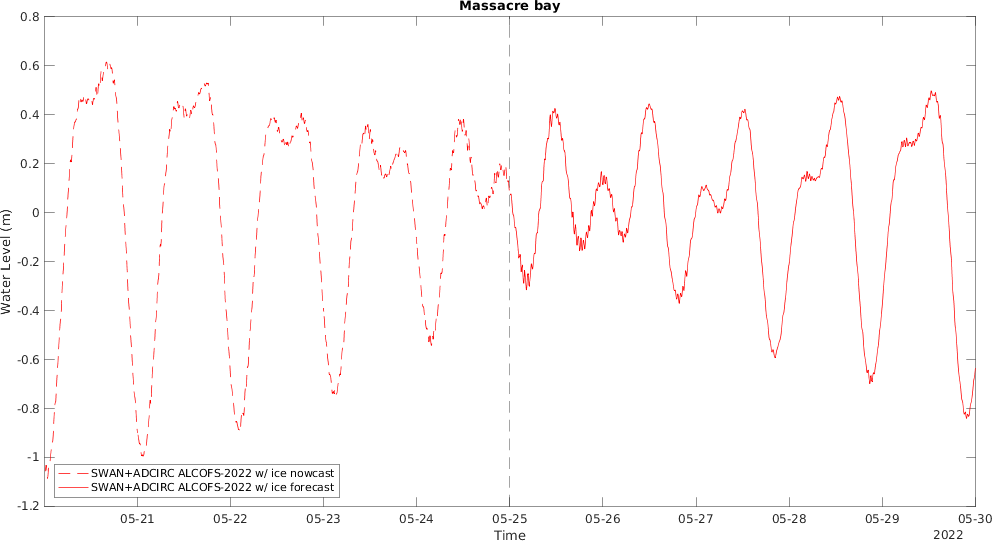 Massacre bay
0.8
0.6
0.4
0.2
0
-0.2
-0.4
-0.6
-0.8
-1
-1.2
Water Level (m)
SWAN+ADCIRC ALCOFS-2022 w/ ice nowcast
SWAN+ADCIRC ALCOFS-2022 w/ ice forecast
05-21 05-22 05-23 05-24 05-25 05-26 05-27 05-28 05-29 05-30
Time
2022